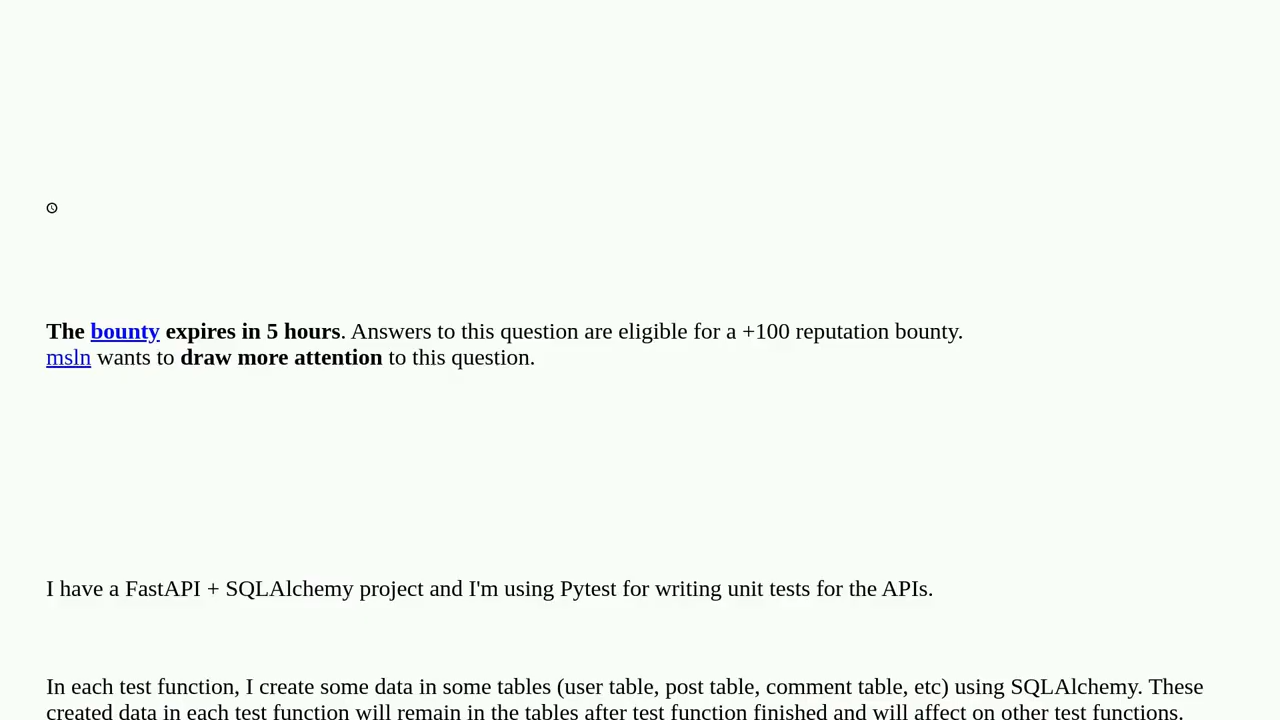 The bounty expires in 5 hours. Answers to this question are eligible for a +100 reputation bounty.
msln wants to draw more attention to this question.
I have a FastAPI + SQLAlchemy project and I'm using Pytest for writing unit tests for the APIs.
In each test function, I create some data in some tables (user table, post table, comment table, etc) using SQLAlchemy. These
created data in each test function will remain in the tables after test function finished and will affect on other test functions.